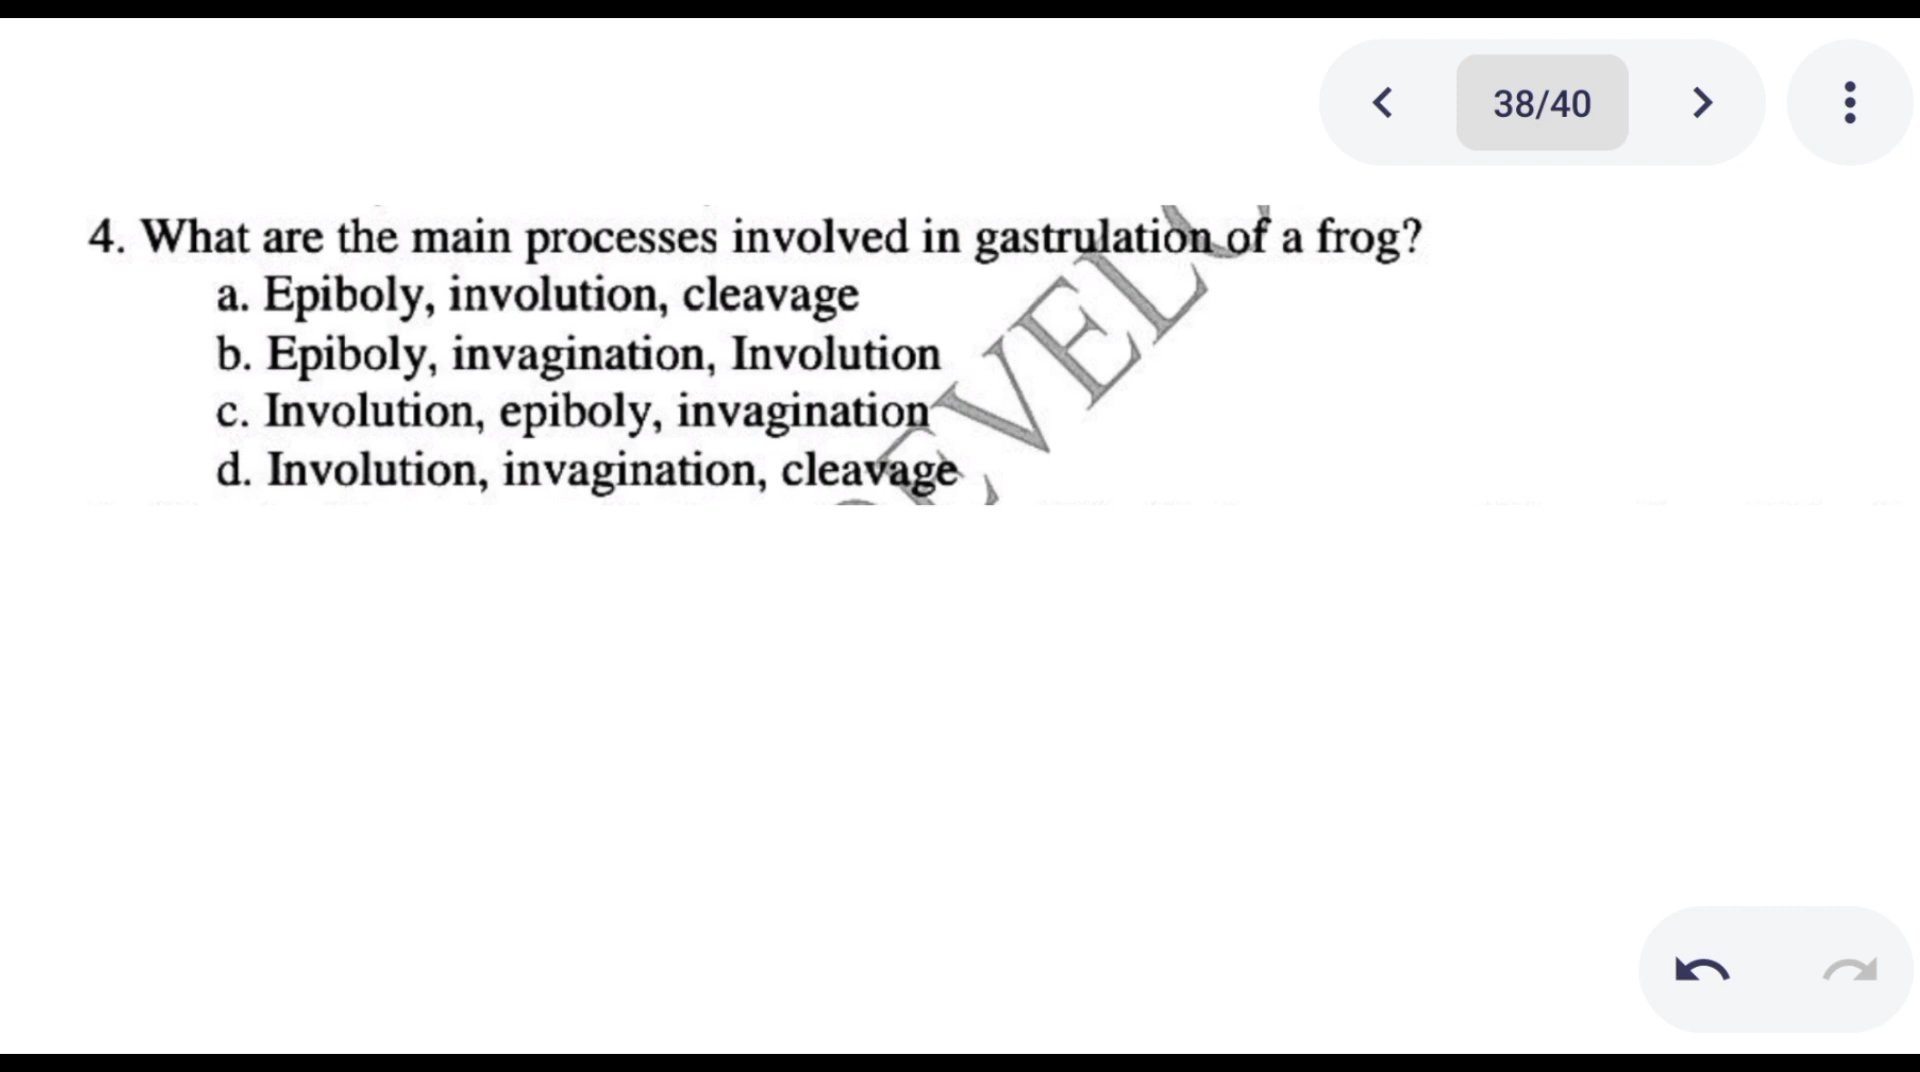 38/40
4. What are the main processes involved in gastrulation of a frog?
a. Epiboly, involution, cleavage
b. Epiboly, invagination, Involution
c. Involution, epiboly, invagination
d. Involution, invagination, cleavage